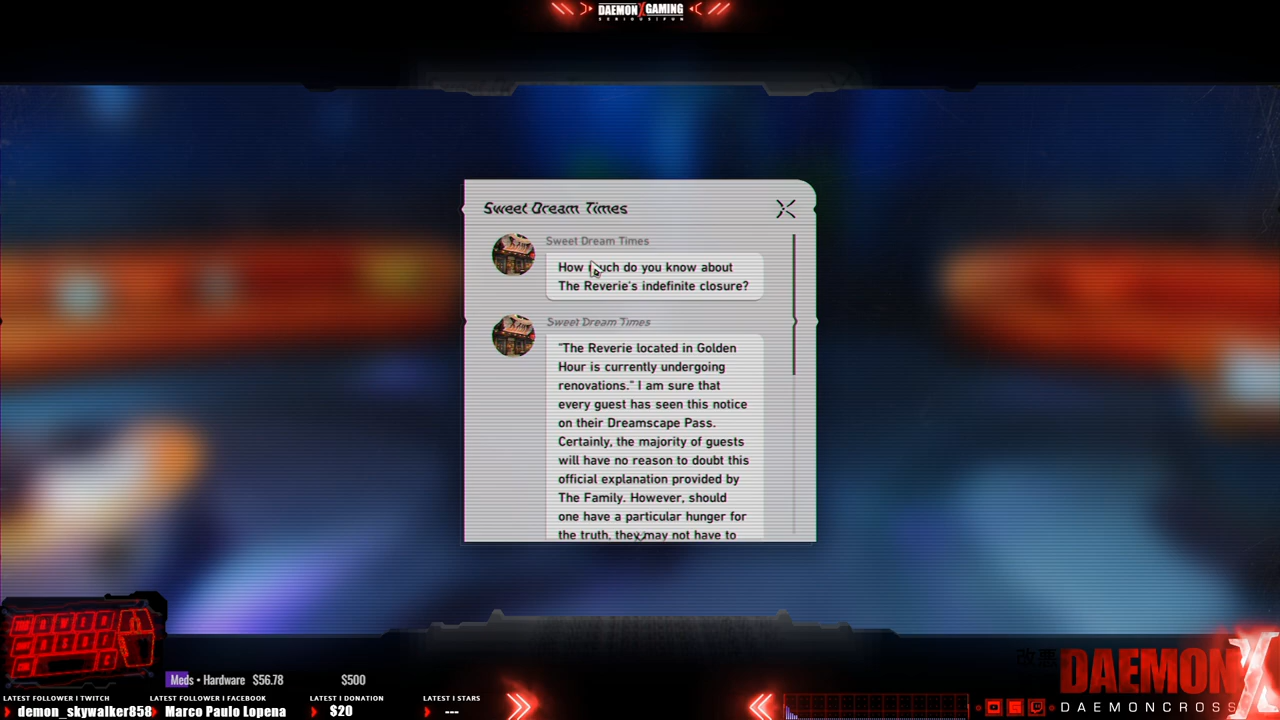 DAEMON X GAMING
SERIOUS FUN
Sweet Dream Times
Sweet Dream Times
How much do you know about
The Reverie's indefinite closure?
Sweet Dream Times
"The Reverie located in Golden
Hour is currently undergoing
renovations." I am sure that
every guest has seen this notice
on their Dreamscape Pass.
Certainly, the majority of guests
will have no reason to doubt this
official explanation provided by
The Family. However, should
one have a particular hunger for
the truth, they may not have to
Meds • Hardware $56.78 $500
LATEST FOLLOWER | TWITCH LATEST FOLLOWER | FACEBOOK LATEST | DONATION LATEST | STARS
demon_skywalker858 Marco Paulo Lopena $20 ---
DAEMONX
DAEMONCROSS